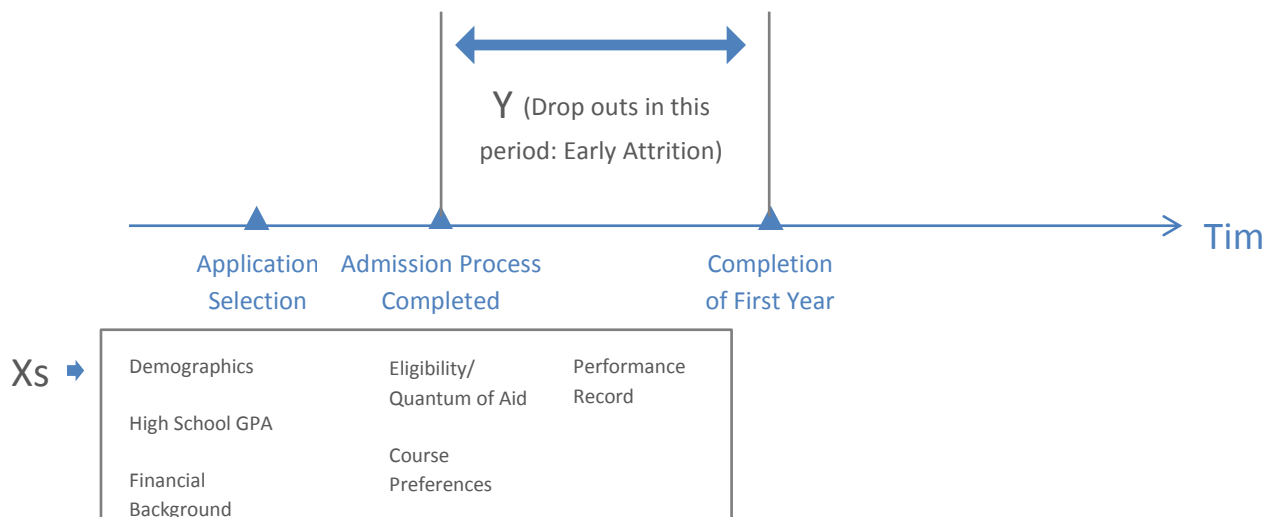 Y (Drop outs in this
period: Early Attrition)
Tim
Application
Selection
Admission Process
Completed
Completion
of First Year
Xs
Demographics
High School GPA
Financial
Background
Eligibility/
Quantum of Aid
Course
Preferences
Performance
Record